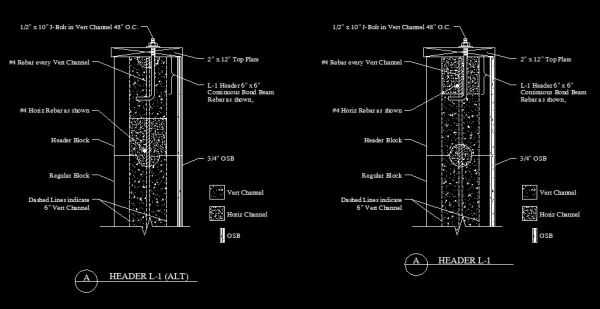 1/2" x 10" J-Bolt in Vert Channel 48" O.C.
2" x 12" Top Plate
#4 Rebar every Vert Channel
L-1 Header 6" x 6"
Continuous Bond Beam
Rebar as shown,
#4 Horiz Rebar as shown
Header Block
3/4" OSB
Regular Block
Vert Channel
Dashed Lines indicate
6" Vert Channel
Horiz Channel
OSB
A
HEADER L-1 (ALT)
1/2" x 10" J-Bolt in Vert Channel 48" O.C.
2" x 12" Top Plate
#4 Rebar every Vert Channel
L-1 Header 6" x 6"
Continuous Bond Beam
Rebar as shown,
#4 Horiz Rebar as shown
Header Block
3/4" OSB
Regular Block
Vert Channel
Dashed Lines indicate
6" Vert Channel
Horiz Channel
OSB
A
HEADER L-1